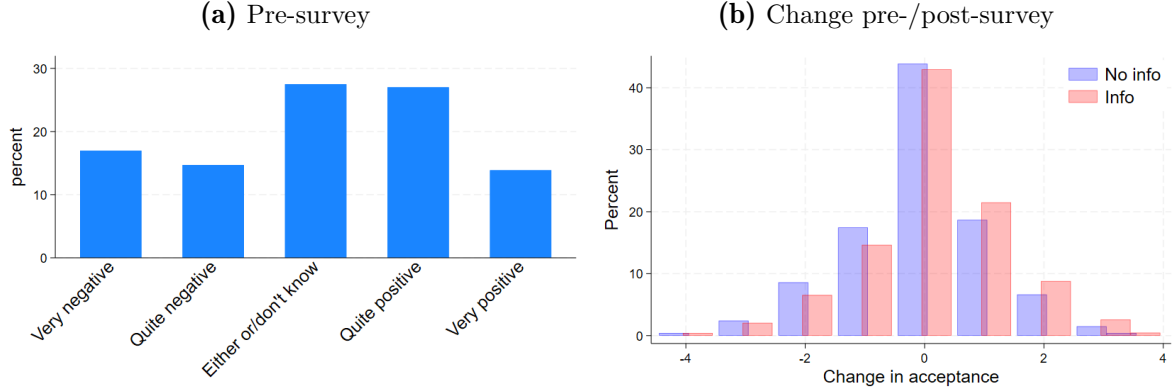 (a) Pre-survey
percent
30
20
10
0
Very negative
Quite negative
Either or/don't know
Quite positive
Very positive
(b) Change pre-/post-survey
Percent
40
30
20
10
0
-4
-2
0
2
4
Change in acceptance
No info
Info